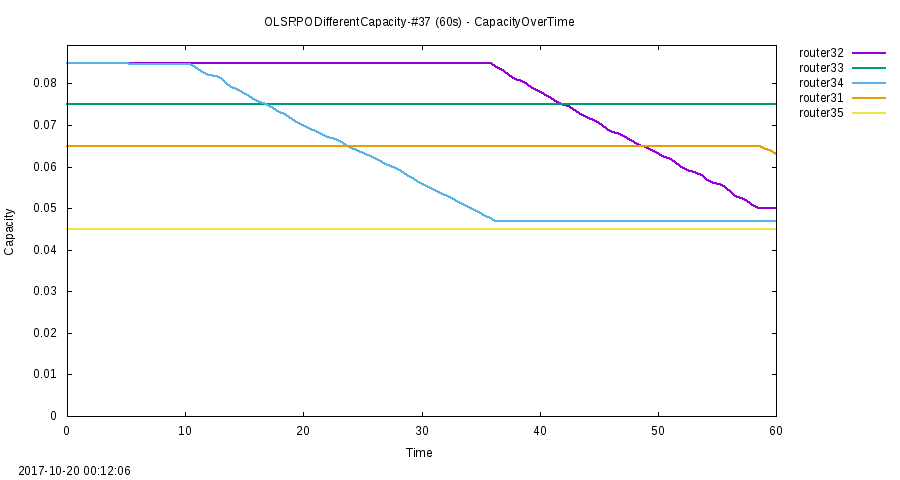 OLSRPODifferentCapacity-#37 (60s) - CapacityOverTime
router32
router33
router34
router31
router35
0.08
0.07
0.06
0.05
0.04
0.03
0.02
0.01
0
Capacity
0 10 20 30 40 50 60
Time
2017-10-20 00:12:06